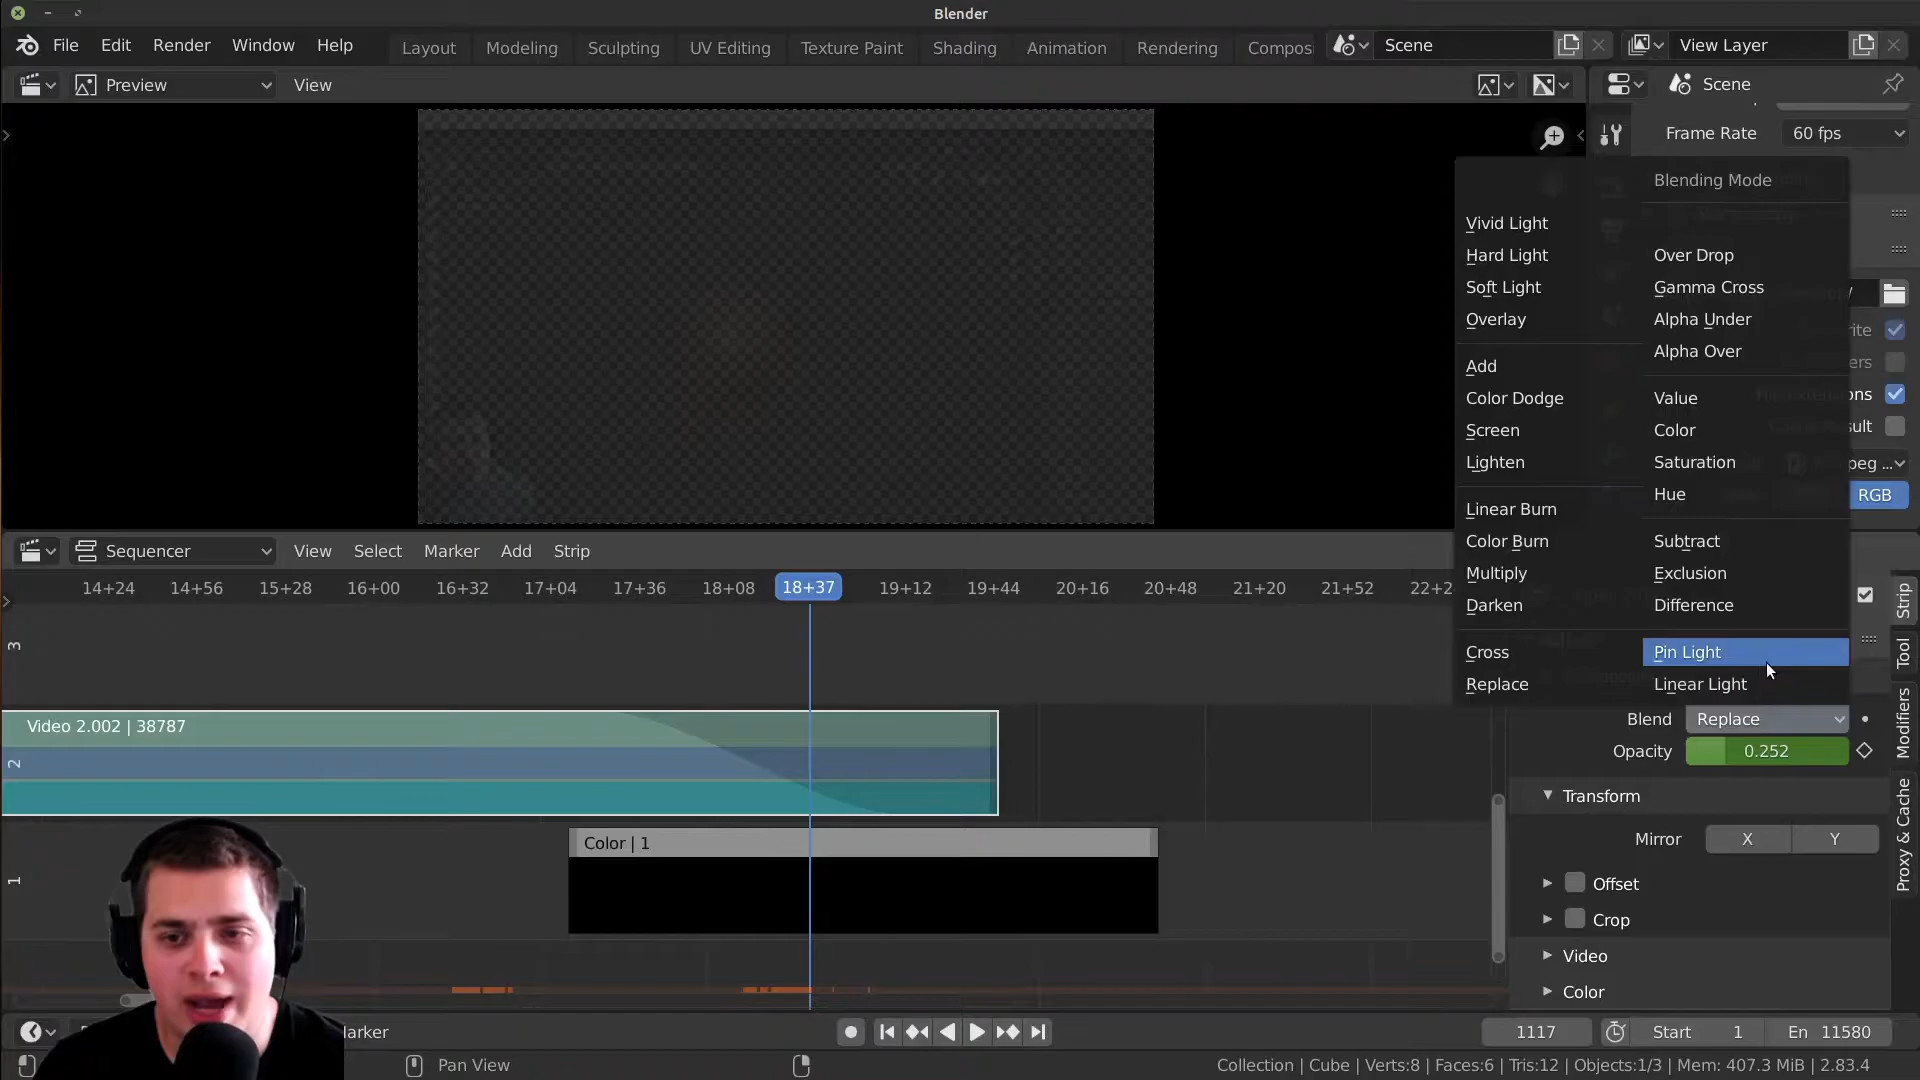 Blender
File Edit Render Window Help
Layout Modeling Sculpting UV Editing Texture Paint Shading Animation Rendering Compos
Scene
View Layer
Preview View
Scene
Frame Rate 60 fps
Blending Mode
Vivid Light
Hard Light
Soft Light
Overlay
Add
Color Dodge
Screen
Lighten
Linear Burn
Color Burn
Multiply
Darken
Cross
Replace
Over Drop
Gamma Cross
Alpha Under
Alpha Over
Value
Color
Saturation
Hue
Subtract
Exclusion
Difference
Pin Light
Linear Light
RGB
Sequencer View Select Marker Add Strip
14+24 14+56 15+28 16+00 16+32 17+04 17+36 18+08 18+37 19+12 19+44 20+16 20+48 21+20 21+52 22+2
3
Video 2.002 | 38787
2
Color | 1
1
Blend Replace
Opacity 0.252
Transform
Mirror X Y
Offset
Crop
Video
Color
Strip
Tool
Modifiers
Proxy & Cache
larker
1117 Start 1 En 11580
Pan View
Collection | Cube | Verts:8 | Faces:6 | Tris:12 | Objects:1/3 | Mem: 407.3 MiB | 2.83.4